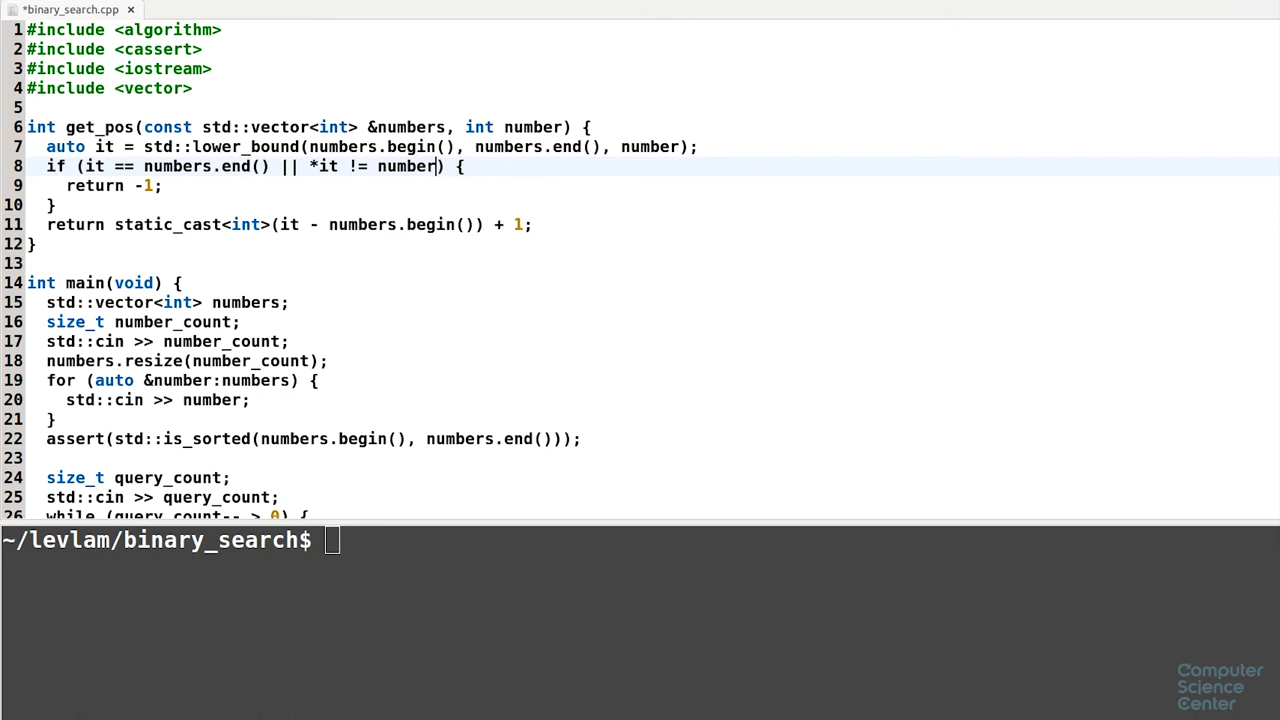 *binary_search.cpp ×
1 #include <algorithm>
2 #include <cassert>
3 #include <iostream>
4 #include <vector>
5
6 int get_pos(const std::vector<int> &numbers, int number) {
7   auto it = std::lower_bound(numbers.begin(), numbers.end(), number);
8   if (it == numbers.end() || *it != number) {
9     return -1;
10   }
11   return static_cast<int>(it - numbers.begin()) + 1;
12 }
13
14 int main(void) {
15   std::vector<int> numbers;
16   size_t number_count;
17   std::cin >> number_count;
18   numbers.resize(number_count);
19   for (auto &number:numbers) {
20     std::cin >> number;
21   }
22   assert(std::is_sorted(numbers.begin(), numbers.end()));
23
24   size_t query_count;
25   std::cin >> query_count;
26   while (query_count-- > 0) {
~/levlam/binary_search$
Computer
Science
Center